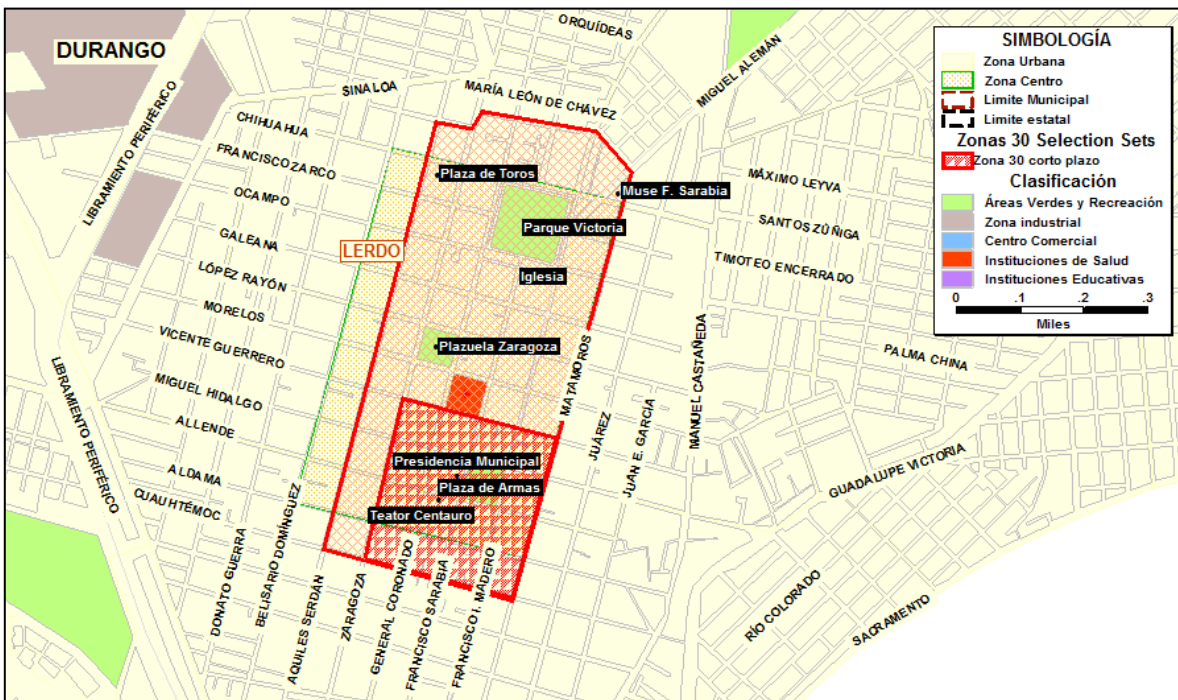 DURANGO
ORQUÍDEAS
MIGUEL ALEMÁN
LIBRAMIENTO PERIFÉRICO
SINALOA
MARÍA LEÓN DE CHÁVEZ
CHIHUAHUA
FRANCISCO ZARCO
OCAMPO
GALEANA
LÓPEZ RAYÓN
MORELOS
VICENTE GUERRERO
MIGUEL HIDALGO
ALLENDE
ALDAMA
CUAUHTÉMOC
LIBRAMIENTO PERIFÉRICO
LERDO
Plaza de Toros
Muse F. Sarabia
Parque Victoria
Iglesia
Plazuela Zaragoza
Presidencia Municipal
Plaza de Armas
Teator Centauro
MÁXIMO LEYVA
SANTOS ZÚÑIGA
TIMOTEO ENCERRADO
PALMA CHINA
MATAMOROS
JUÁREZ
JUAN E. GARCÍA
MANUEL CASTAÑEDA
GUADALUPE VICTORIA
RÍO COLORADO
SACRAMENTO
DONATO GUERRA
BELISARIO DOMÍNGUEZ
AQUILES SERDÁN
ZARAGOZA
GENERAL CORONADO
FRANCISCO SARABIA
FRANCISCO I. MADERO
SIMBOLOGÍA
Zona Urbana
Zona Centro
Limite Municipal
Limite estatal
Zonas 30 Selection Sets
Zona 30 corto plazo
Clasificación
Áreas Verdes y Recreación
Zona industrial
Centro Comercial
Instituciones de Salud
Instituciones Educativas
0 .1 .2 .3
Miles